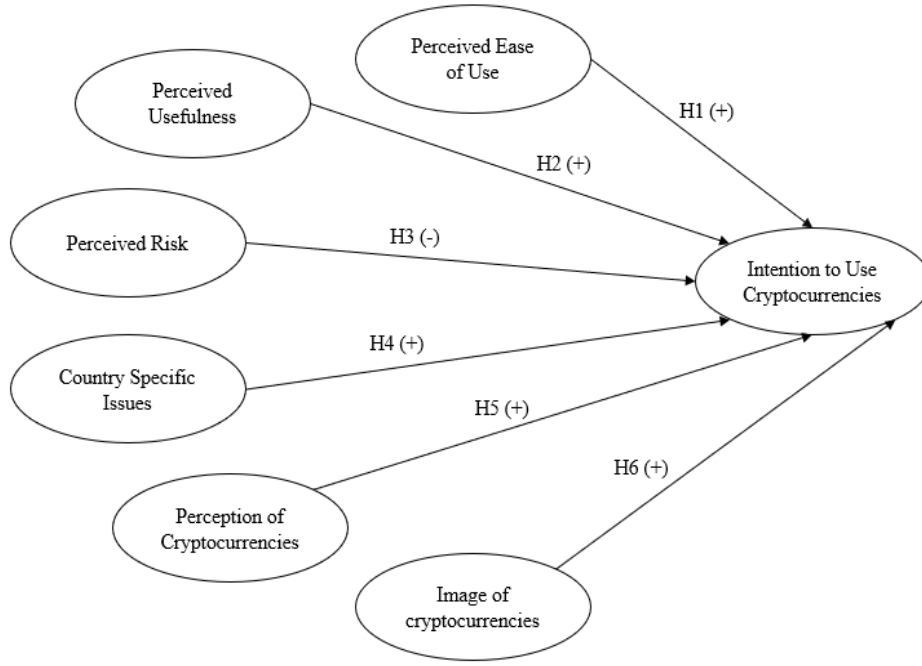 Perceived Ease
of Use
Perceived
Usefulness
H1 (+)
H2 (+)
Perceived Risk
H3 (-)
Intention to Use
Cryptocurrencies
H4 (+)
Country Specific
Issues
H5 (+)
H6 (+)
Perception of
Cryptocurrencies
Image of
cryptocurrencies